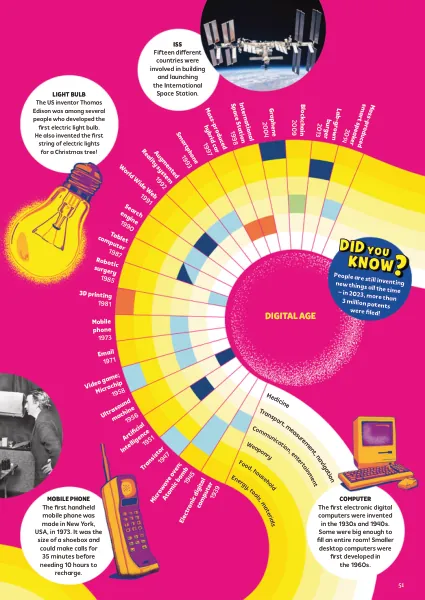 ISS
Fifteen different
countries were
involved in building
and launching
the International
Space Station.
LIGHT BULB
The US inventor Thomas
Edison was among several
people who developed the
first electric light bulb.
He also invented the first
string of electric lights
for a Christmas tree!
Mass-produced
smart speaker
2014
Lab-grown
burger
2013
Blockchain
2009
Graphene
2004
International
Space Station
1998
Mass-produced
hybrid car
1997
Smartphone
1993
Augmented
Reality system
1992
World Wide Web
1991
Search
engine
1990
Tablet
computer
1987
Robotic
surgery
1985
3D printing
1981
Mobile
phone
1973
Email
1971
Video game;
Microchip
1958
Ultrasound
machine
1956
Artificial
Intelligence
1951
Transistor
1947
Microwave oven;
Atomic bomb
1945
Electronic digital
computer
1939
DIGITAL AGE
DID YOU
KNOW?
People are still inventing
new things all the time
– in 2023, more than
3 million patents
were filed!
Medicine
Transport, measurement, navigation
Communication, entertainment
Weaponry
Food, household
Energy, tools, materials
MOBILE PHONE
The first handheld
mobile phone was
made in New York,
USA, in 1973. It was the
size of a shoebox and
could make calls for
35 minutes before
needing 10 hours to
recharge.
COMPUTER
The first electronic digital
computers were invented
in the 1930s and 1940s.
Some were big enough to
fill an entire room! Smaller
desktop computers were
first developed in
the 1960s.
51